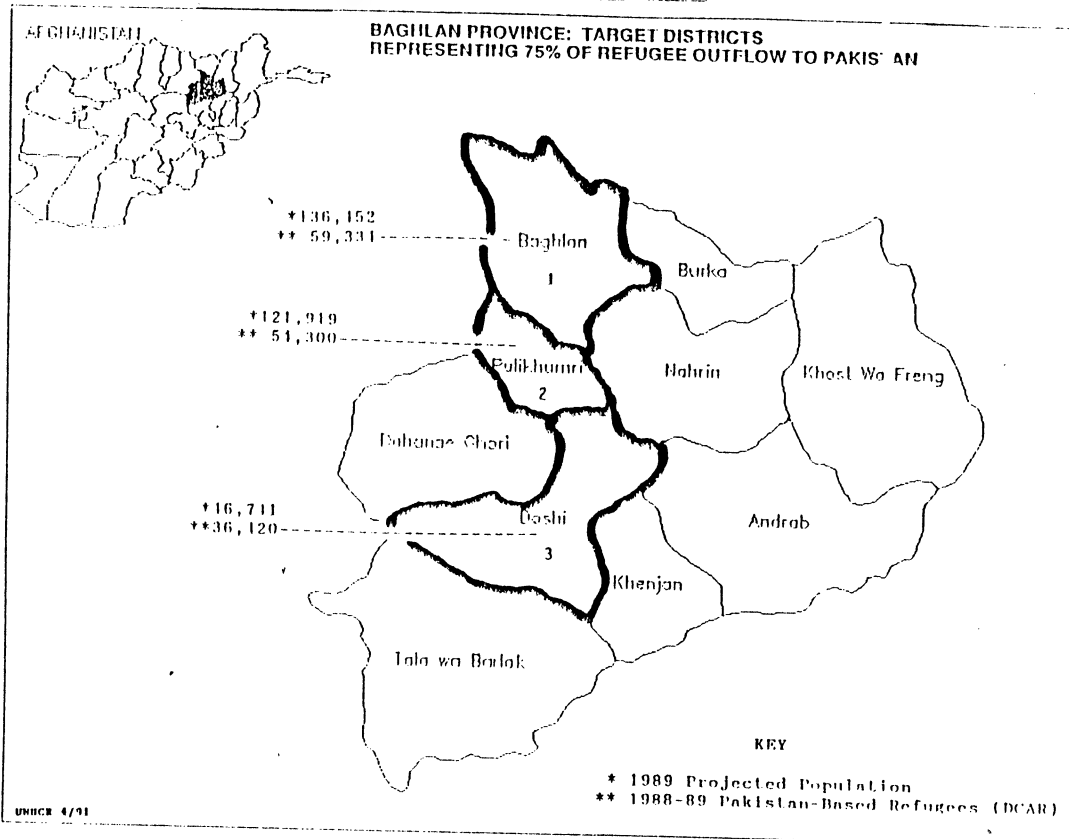 AFGHANISTAN
BAGHLAN PROVINCE: TARGET DISTRICTS
REPRESENTING 75% OF REFUGEE OUTFLOW TO PAKIS AN
*136,152
** 59,331
Baghlan
1
Burka
*121,919
** 51,300
Pulikhumri
2
Nahrin
Khost Wa Freng
Dahanae Ghori
*16,711
**36,120
Doshi
3
Andrab
Khenjan
Tala wa Barfak
KEY
* 1989 Projected Population
** 1988-89 Pakistan-Based Refugees (DCAR)
UNHCR 4/91